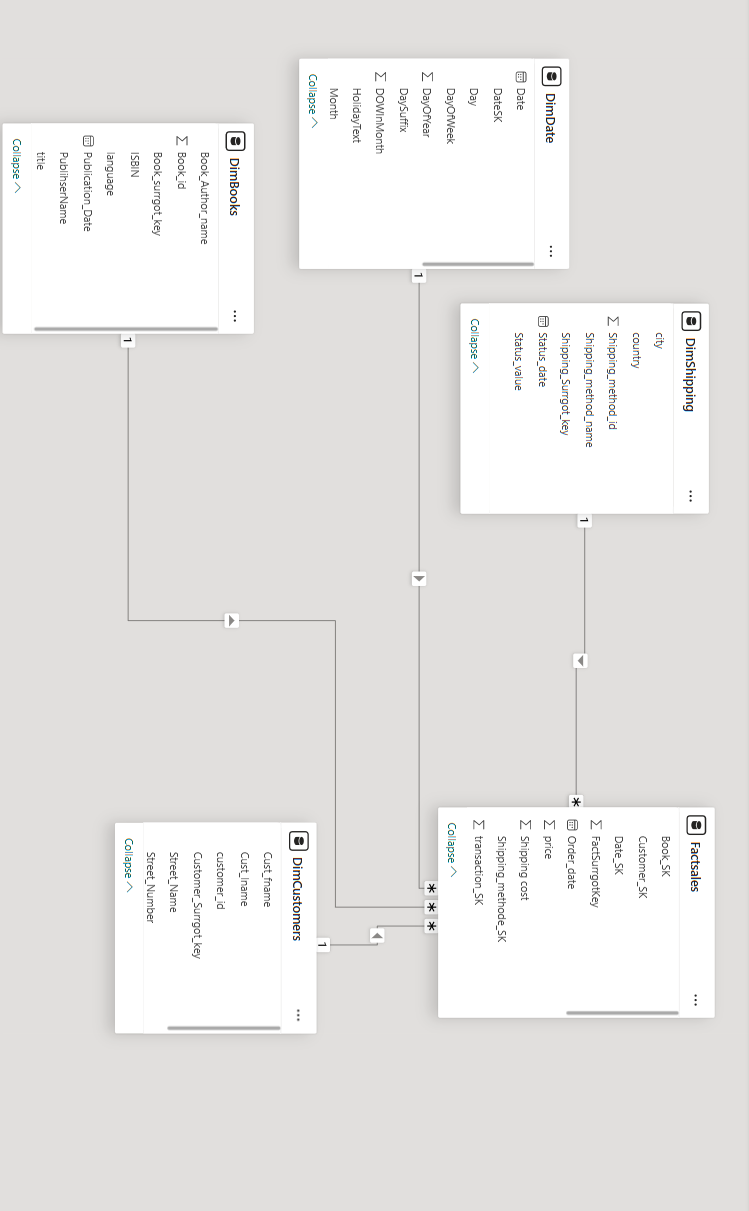 DimShipping
city
country
Shipping_method_id
Shipping_method_name
Shipping_Surrgot_key
Status_date
Status_value
Collapse
1
DimDate
Date
DateSK
Day
DayOfWeek
DayOfYear
DaySuffix
DOWInMonth
HolidayText
Month
Collapse
1
DimBooks
Book_Author_name
Book_id
Book_surrgot_key
ISBIN
language
Publication_Date
PublihserName
title
Collapse
1
Factsales
Book_SK
Customer_SK
Date_SK
FactSurrgotKey
Order_date
price
Shipping cost
Shipping_methode_SK
transaction_SK
Collapse
*
*
*
*
DimCustomers
Cust_fname
Cust_lname
customer_id
Customer_Surrgot_key
Street_Name
Street_Number
Collapse
1